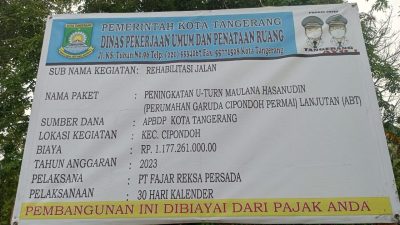 PEMERINTAH KOTA TANGERANG
DINAS PEKERJAAN UMUM DAN PENATAAN RUANG
SUB NAMA KEGIATAN: REHABILITASI JALAN
NAMA PAKET : PENINGKATAN U-TURN MAULANA HASANUDIN
(PERUMAHAN GARUDA CIPONDOH PERMAI) LANJUTAN (ABT)
SUMBER DANA : APBDP KOTA TANGERANG
LOKASI KEGIATAN : KEC. CIPONDOH
BIAYA : RP. 1.177.261.000.00
TAHUN ANGGARAN : 2023
PELAKSANA : PT FAJAR REKSA PERSADA
PELAKSANAAN : 30 HARI KALENDER
PEMBANGUNAN INI DIBIAYAI DARI PAJAK ANDA